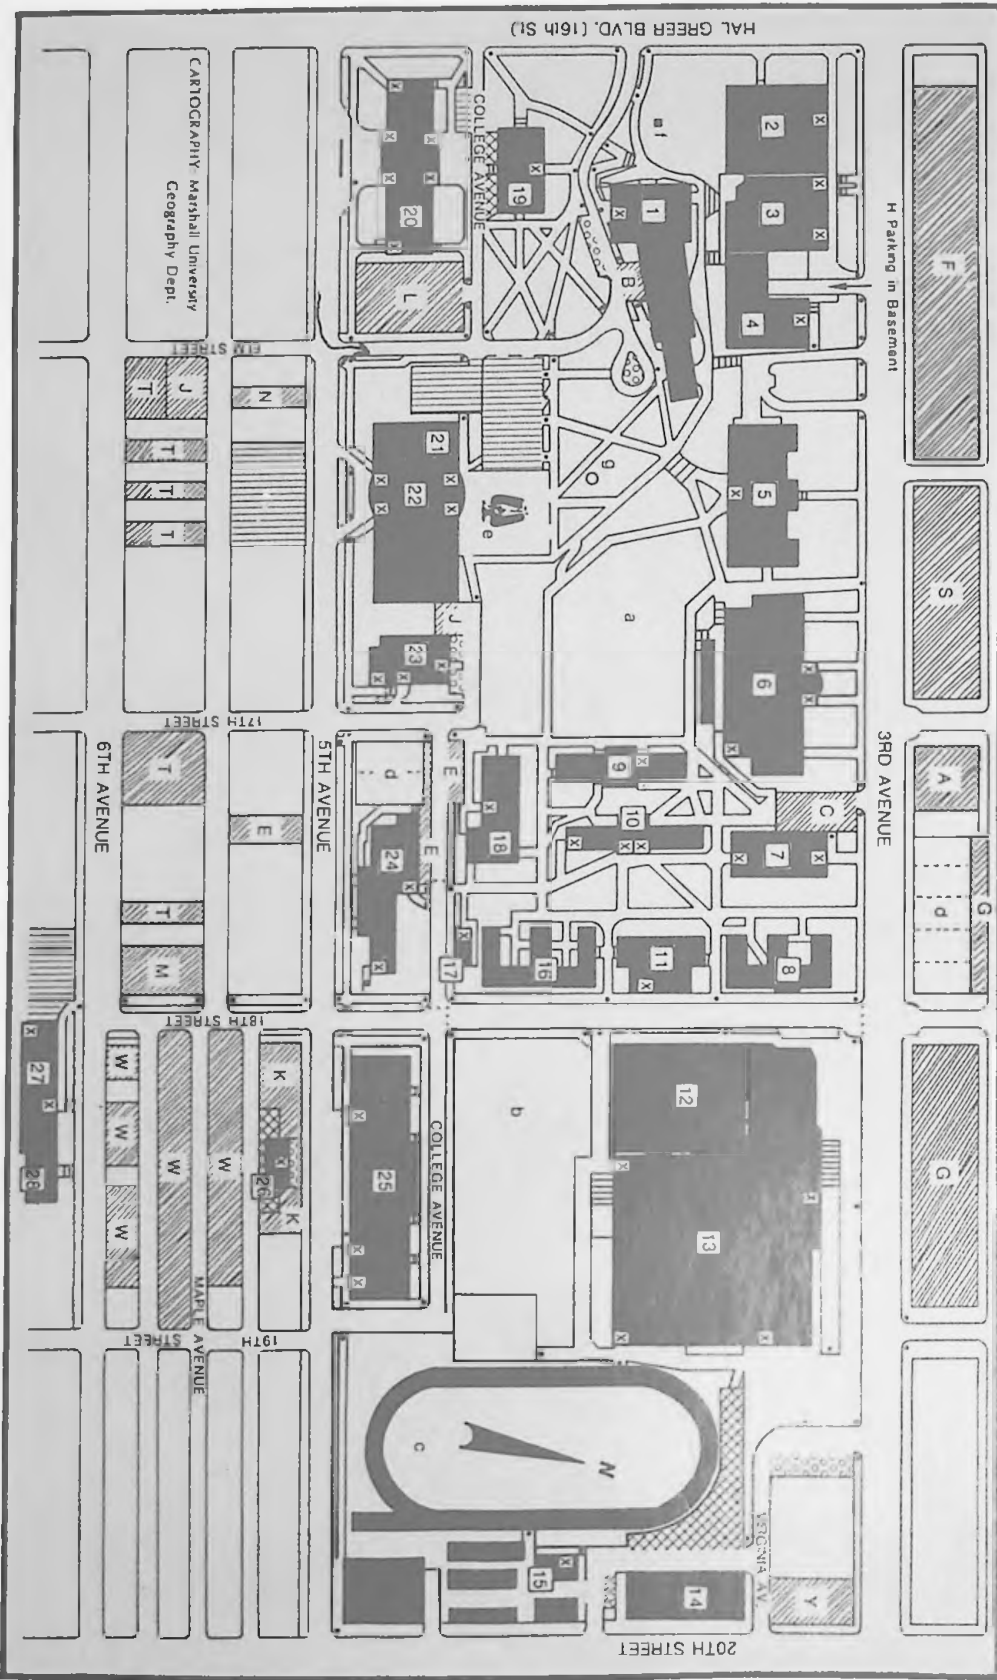 HAL GREER BLVD. (16th St.)
CARTOGRAPHY: Marshall University
Geography Dept.
H Parking in Basement
F
S
A
G
d
G
3RD AVENUE
2
3
4
5
6
C
7
8
f
1
B
g
a
9
10
11
12
13
COLLEGE AVENUE
19
20
L
e
21
22
J
23
E
18
17
16
d
E
24
b
COLLEGE AVENUE
25
c
N
15
14
VIRGINIA AV.
Y
20TH STREET
ELM STREET
T
J
T
T
T
N
17TH STREET
5TH AVENUE
6TH AVENUE
T
E
T
M
18TH STREET
K
26
K
W
W
W
W
W
27
28
MAPLE AVENUE
19TH STREET